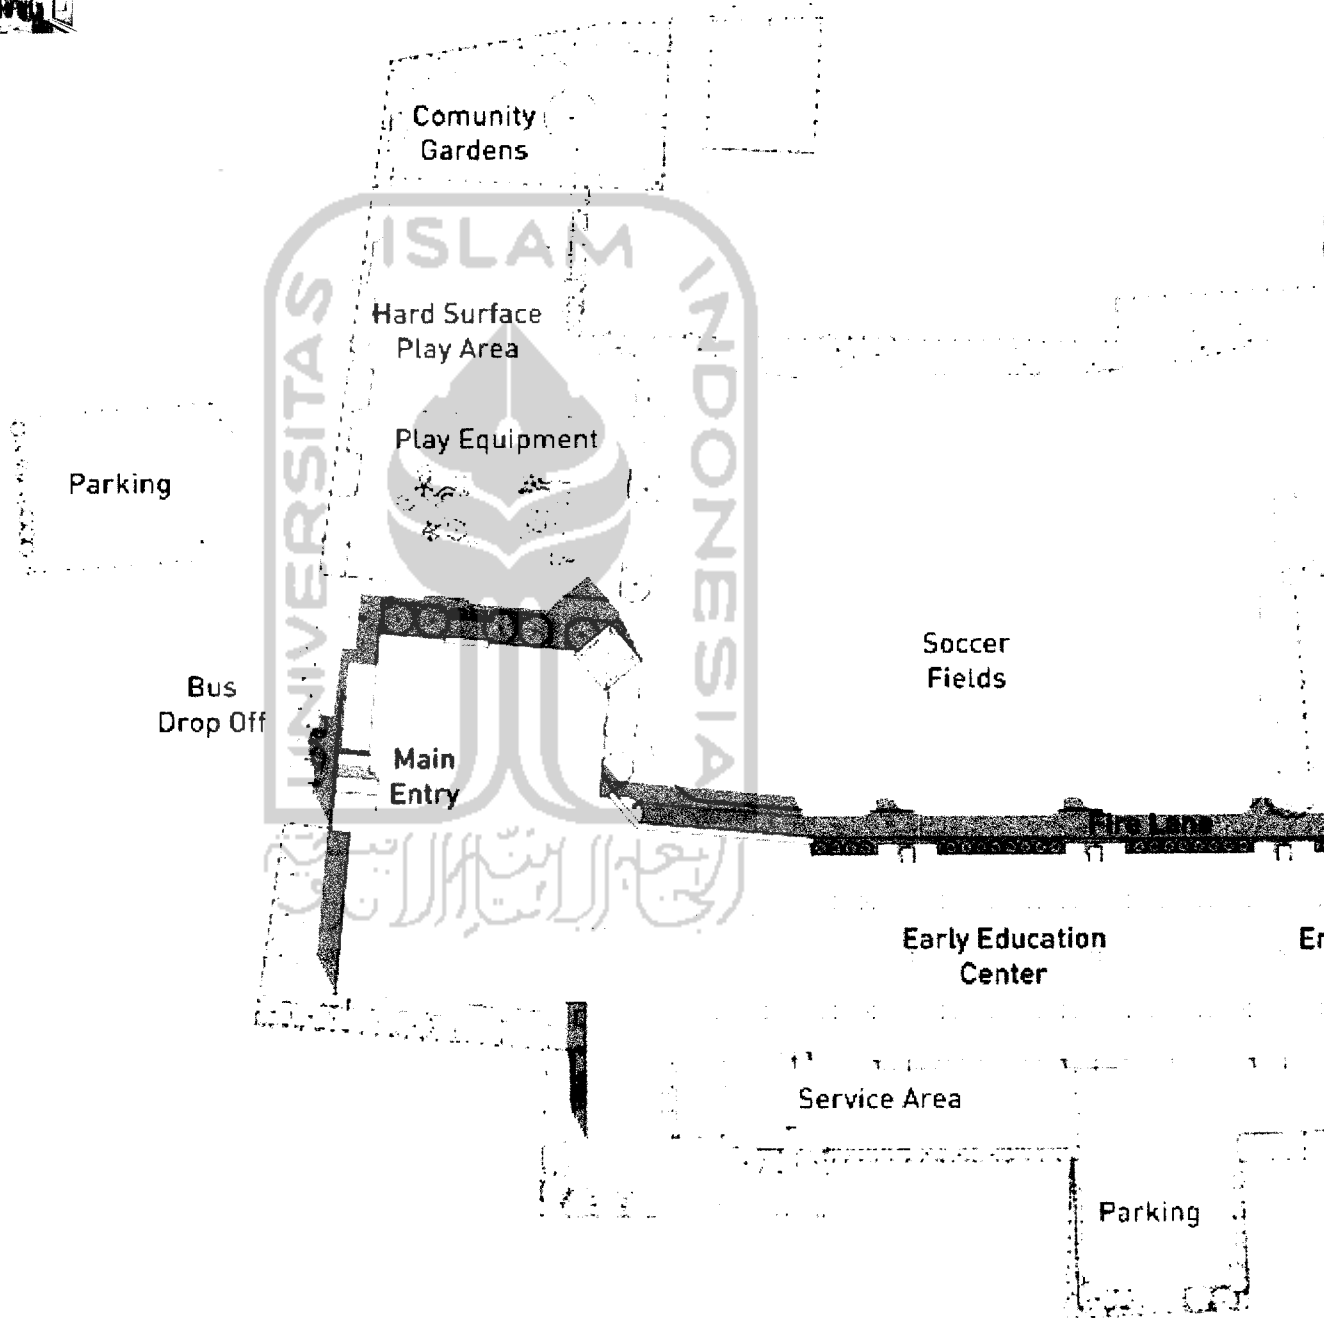 Comunity
Gardens
ISLAM
UNIVERSITAS
INDONESIA
Hard Surface
Play Area
Play Equipment
Parking
Soccer
Fields
Bus
Drop Off
Main
Entry
Fire Lane
Early Education
Center
Er
Service Area
Parking